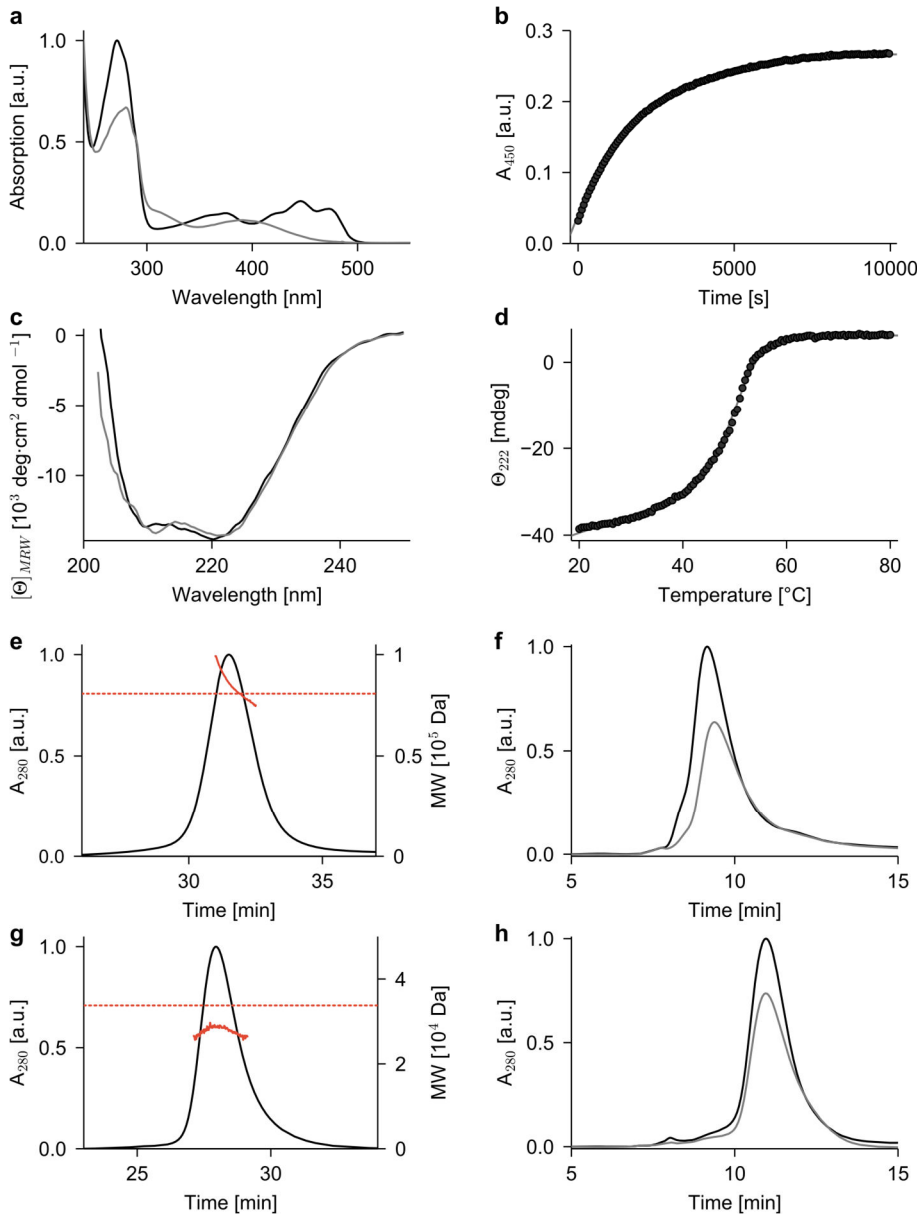 a
1.0
0.5
0.0
Absorption [a.u.]
300 400 500
Wavelength [nm]
b
0.3
0.2
0.1
0.0
A450 [a.u.]
0 5000 10000
Time [s]
c
0
-5
-10
[Θ]MRW [10³ deg·cm² dmol ⁻¹]
200 220 240
Wavelength [nm]
d
0
−20
−40
Θ222 [mdeg]
20 40 60 80
Temperature [°C]
e
1.0
0.5
0.0
A280 [a.u.]
1
0.5
0
MW [10⁵ Da]
30 35
Time [min]
f
1.0
0.5
0.0
A280 [a.u.]
5 10 15
Time [min]
g
1.0
0.5
0.0
A280 [a.u.]
4
2
0
MW [10⁴ Da]
25 30
Time [min]
h
1.0
0.5
0.0
A280 [a.u.]
5 10 15
Time [min]